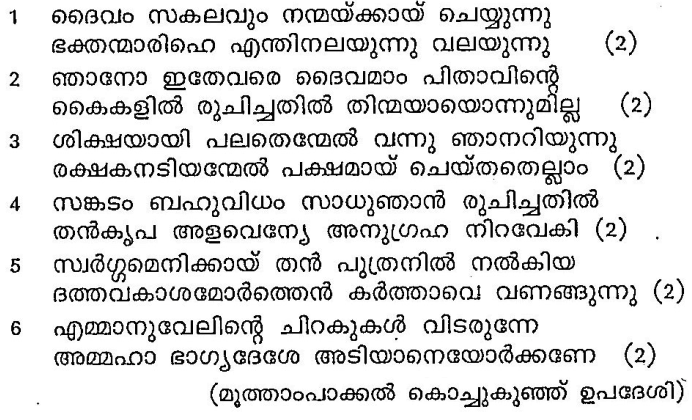 1 ദൈവം സകലവും നന്മയ്ക്കായ് ചെയ്യുന്നു
ഭക്തന്മാരിഹെ എന്തിനലയുന്നു വലയുന്നു (2)
2 ഞാനോ ഇതേവരെ ദൈവമാം പിതാവിന്റെ
കൈകളിൽ രുചിച്ചതിൽ തിന്മയായൊന്നുമില്ല (2)
3 ശിക്ഷയായി പലതെന്മേൽ വന്നു ഞാനറിയുന്നു
രക്ഷകനടിയന്മേൽ പക്ഷമായ് ചെയ്തതെല്ലാം (2)
4 സങ്കടം ബഹുവിധം സാധുഞാൻ രുചിച്ചതിൽ
തൻകൃപ അളവെന്യേ അനുഗ്രഹ നിറവേകി (2)
5 സ്വർഗ്ഗമെനിക്കായ് തൻ പുത്രനിൽ നൽകിയ
ദത്തവകാശമോർത്തെൻ കർത്താവെ വണങ്ങുന്നു (2)
6 എമ്മാനുവേലിന്റെ ചിറകുകൾ വിടരുന്നേ
അമ്മഹാ ഭാഗ്യദേശേ അടിയാനെയോർക്കണേ (2)
(മൂത്താംപാക്കൽ കൊച്ചുകുഞ്ഞ് ഉപദേശി)